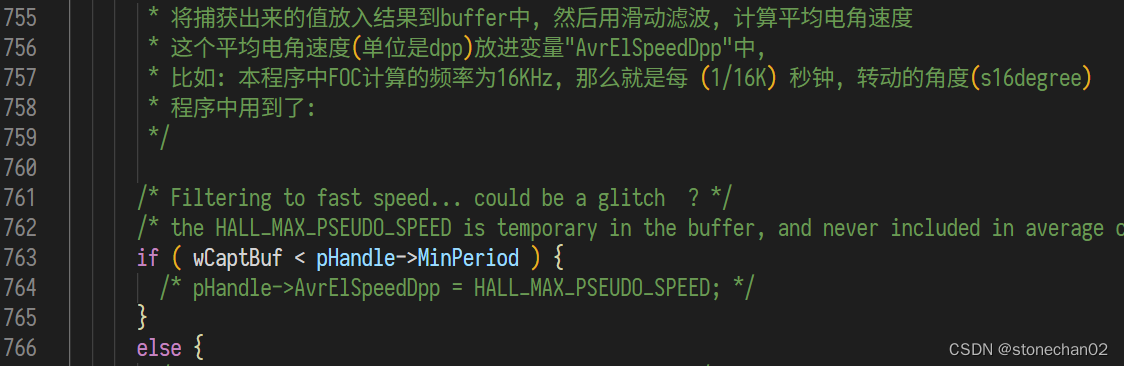 755 * 将捕获出来的值放入结果到buffer中, 然后用滑动滤波, 计算平均电角速度
756 * 这个平均电角速度(单位是dpp)放进变量"AvrElSpeedDpp"中,
757 * 比如: 本程序中FOC计算的频率为16KHz, 那么就是每 (1/16K) 秒钟, 转动的角度(s16degree)
758 * 程序中用到了:
759 */
760
761 /* Filtering to fast speed... could be a glitch ? */
762 /* the HALL_MAX_PSEUDO_SPEED is temporary in the buffer, and never included in average
763 if ( wCaptBuf < pHandle->MinPeriod ) {
764 /* pHandle->AvrElSpeedDpp = HALL_MAX_PSEUDO_SPEED; */
765 }
766 else {
CSDN @stonechan02